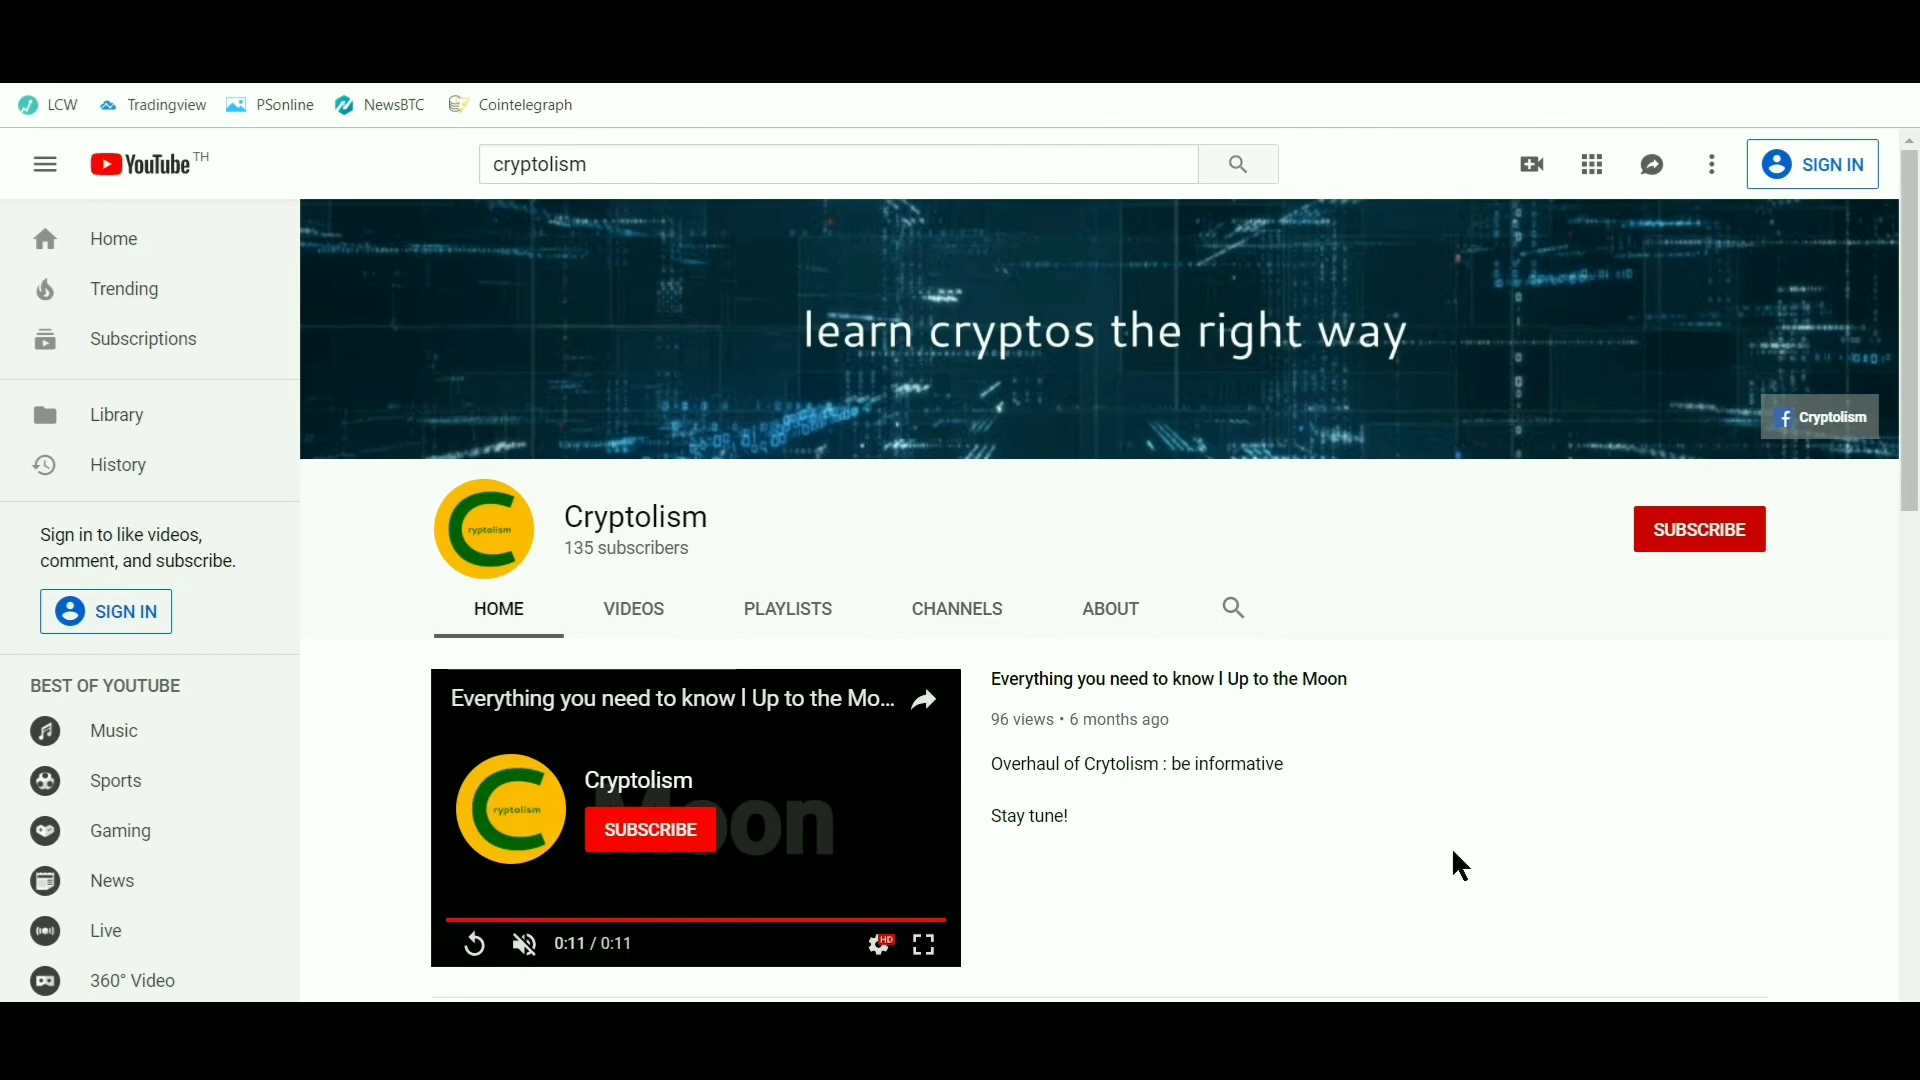 LCW Tradingview PSonline NewsBTC Cointelegraph
YouTube TH
cryptolism
SIGN IN
Home
Trending
Subscriptions
Library
History
Sign in to like videos,
comment, and subscribe.
SIGN IN
BEST OF YOUTUBE
Music
Sports
Gaming
News
Live
360° Video
learn cryptos the right way
f Cryptolism
Cryptolism
Cryptolism
135 subscribers
SUBSCRIBE
HOME VIDEOS PLAYLISTS CHANNELS ABOUT
Everything you need to know l Up to the Mo...
Cryptolism
Cryptolism
SUBSCRIBE
Moon
0:11 / 0:11
HD
Everything you need to know l Up to the Moon
96 views • 6 months ago
Overhaul of Crytolism : be informative
Stay tune!